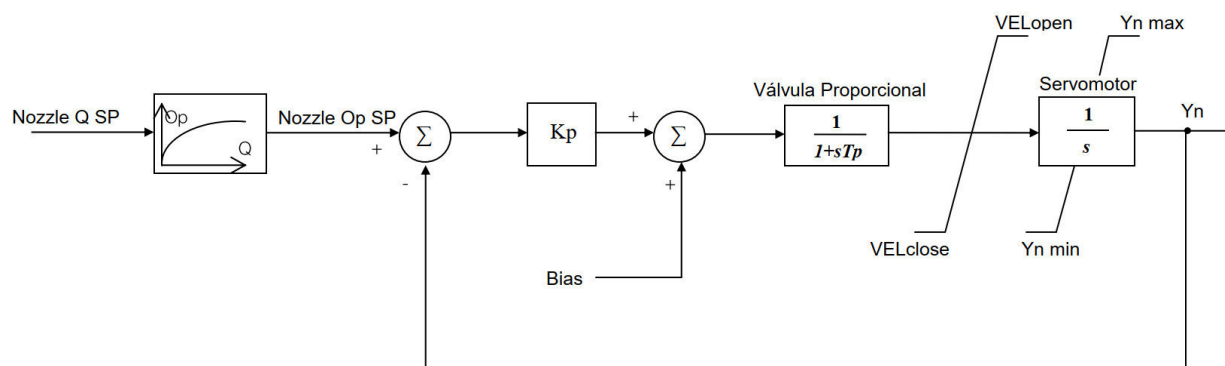 VELopen
Yn max
Servomotor
Válvula Proporcional
Nozzle Q SP
Op
Q
Nozzle Op SP
+
-
Σ
Kp
+
+
Σ
1
1+sTp
1
s
Yn
VELclose
Yn min
Bias